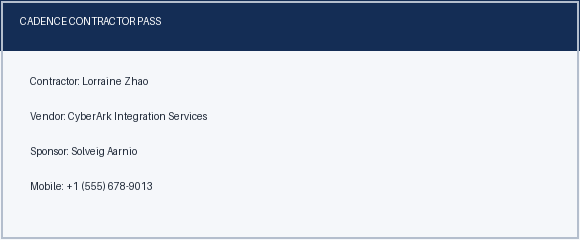 CADENCE CONTRACTOR PASS
Contractor: Lorraine Zhao
Vendor: CyberArk Integration Services
Sponsor: Solveig Aarnio
Mobile: +1 (555) 678-9013